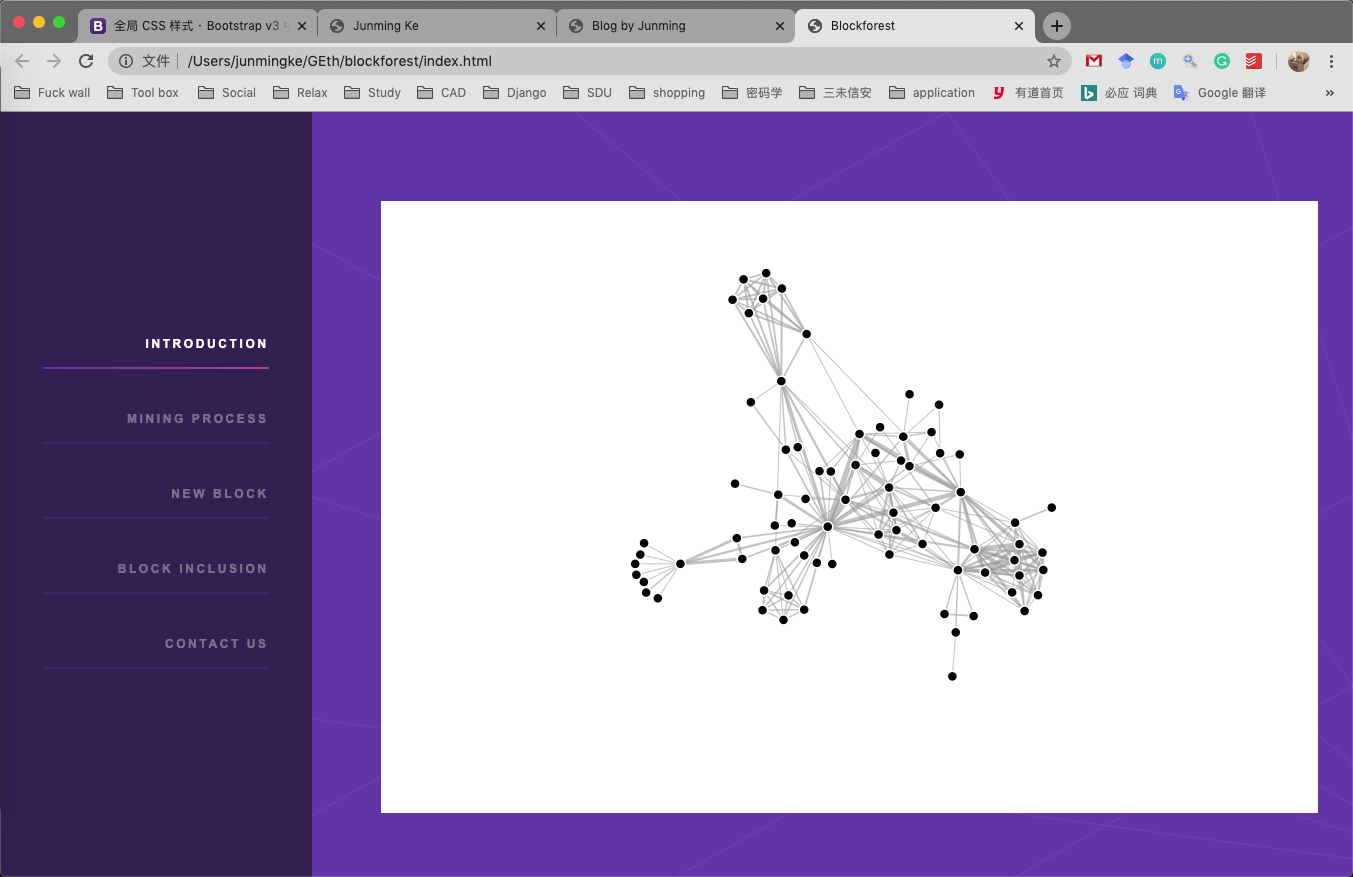 全局 CSS 样式 · Bootstrap v3
Junming Ke
Blog by Junming
Blockforest
文件
/Users/junmingke/GEth/blockforest/index.html
Fuck wall
Tool box
Social
Relax
Study
CAD
Django
SDU
shopping
密码学
三未信安
application
有道首页
必应 词典
Google 翻译
INTRODUCTION
MINING PROCESS
NEW BLOCK
BLOCK INCLUSION
CONTACT US